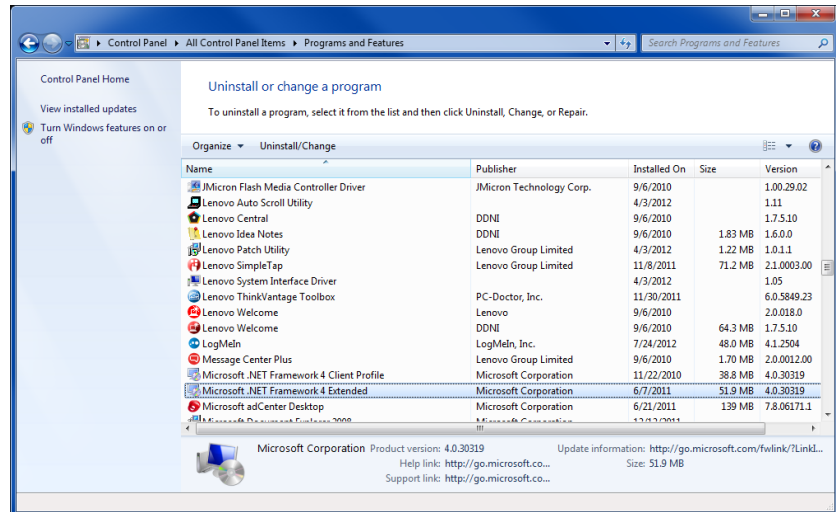 Control Panel ▸ All Control Panel Items ▸ Programs and Features
Search Programs and Features
Control Panel Home
View installed updates
Turn Windows features on or
off
Uninstall or change a program
To uninstall a program, select it from the list and then click Uninstall, Change, or Repair.
Organize Uninstall/Change
Name Publisher Installed On Size Version
JMicron Flash Media Controller Driver JMicron Technology Corp. 9/6/2010 1.00.29.02
Lenovo Auto Scroll Utility 4/3/2012 1.11
Lenovo Central DDNI 9/6/2010 1.7.5.10
Lenovo Idea Notes DDNI 9/6/2010 1.83 MB 1.6.0.0
Lenovo Patch Utility Lenovo Group Limited 4/3/2012 1.22 MB 1.0.1.1
Lenovo SimpleTap Lenovo Group Limited 11/8/2011 71.2 MB 2.1.0003.00
Lenovo System Interface Driver 4/3/2012 1.05
Lenovo ThinkVantage Toolbox PC-Doctor, Inc. 11/30/2011 6.0.5849.23
Lenovo Welcome Lenovo 9/6/2010 2.0.018.0
Lenovo Welcome DDNI 9/6/2010 64.3 MB 1.7.5.10
LogMeIn LogMeIn, Inc. 7/24/2012 48.0 MB 4.1.2504
Message Center Plus Lenovo Group Limited 9/6/2010 1.70 MB 2.0.0012.00
Microsoft .NET Framework 4 Client Profile Microsoft Corporation 11/22/2010 38.8 MB 4.0.30319
Microsoft .NET Framework 4 Extended Microsoft Corporation 6/7/2011 51.9 MB 4.0.30319
Microsoft adCenter Desktop Microsoft Corporation 6/21/2011 139 MB 7.8.06171.1
Microsoft Document Explorer 2008 Microsoft Corporation 12/12/2011
Microsoft Corporation Product version: 4.0.30319 Update information: http://go.microsoft.com/fwlink/?LinkI...
Help link: http://go.microsoft.co... Size: 51.9 MB
Support link: http://go.microsoft.co...